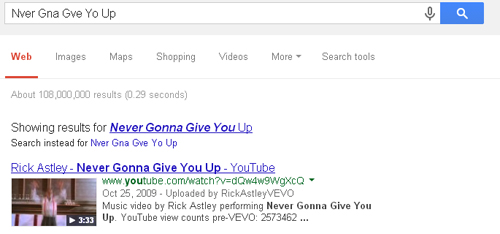 Nver Gna Gve Yo Up
Web Images Maps Shopping Videos More Search tools
About 108,000,000 results (0.29 seconds)
Showing results for Never Gonna Give You Up
Search instead for Nver Gna Gve Yo Up
Rick Astley - Never Gonna Give You Up - YouTube
www.youtube.com/watch?v=dQw4w9WgXcQ
Oct 25, 2009 - Uploaded by RickAstleyVEVO
Music video by Rick Astley performing Never Gonna Give You
Up. YouTube view counts pre-VEVO: 2573462 ...
3:33